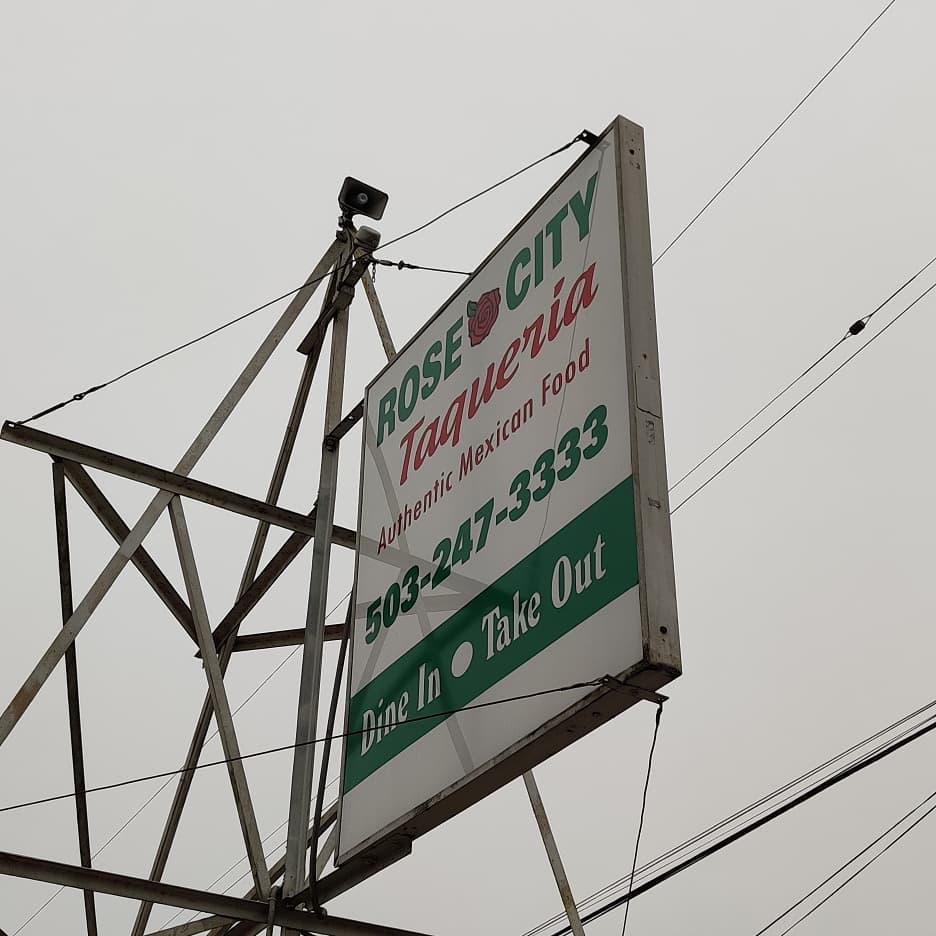 ROSE CITY
Taqueria
Authentic Mexican Food
503-247-3333
Dine In ● Take Out